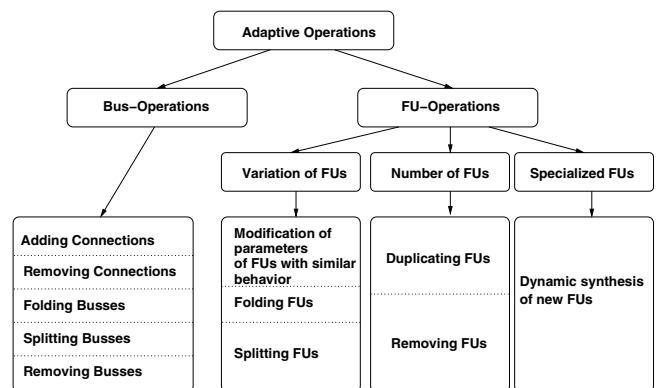 Adaptive Operations
Bus-Operations
FU-Operations
Variation of FUs
Number of FUs
Specialized FUs
Adding Connections
Removing Connections
Folding Busses
Splitting Busses
Removing Busses
Modification of
parameters
of FUs with similar
behavior
Folding FUs
Splitting FUs
Duplicating FUs
Removing FUs
Dynamic synthesis
of new FUs